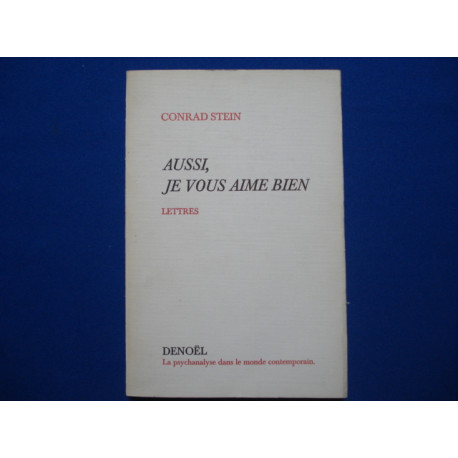 CONRAD STEIN
AUSSI,
JE VOUS AIME BIEN
LETTRES
DENOËL
La psychanalyse dans le monde contemporain.